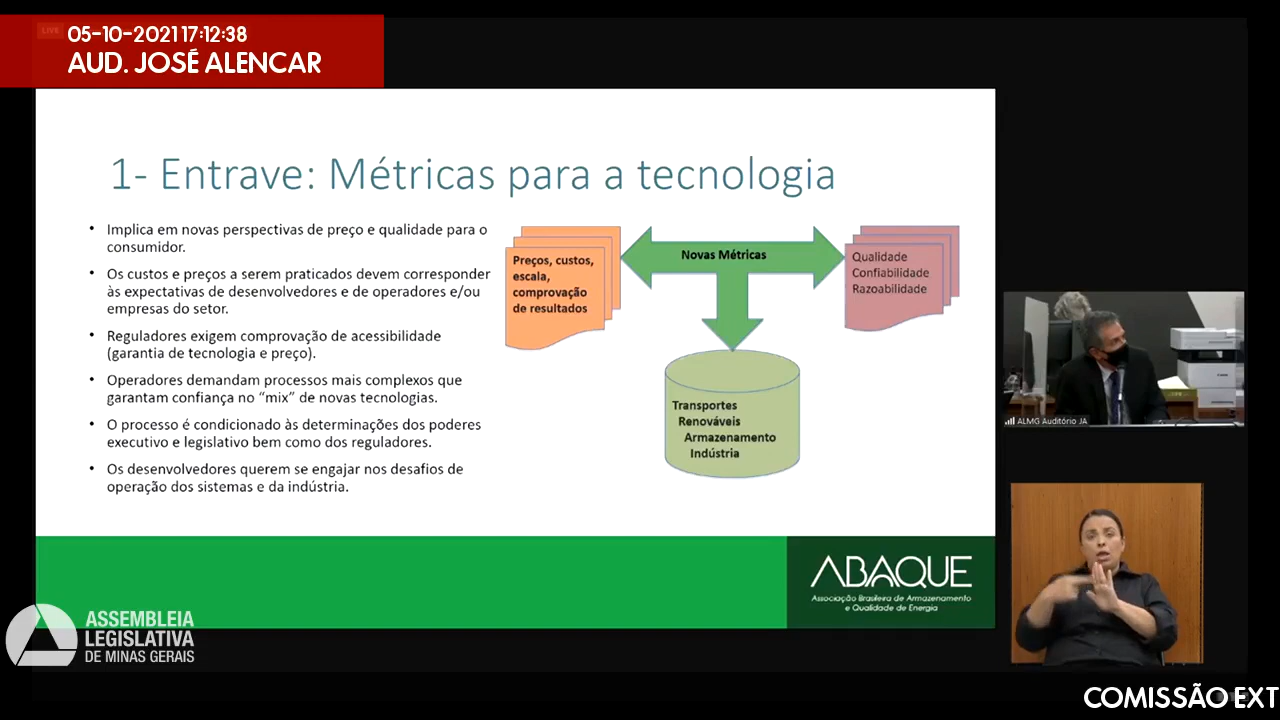 LIVE
05-10-2021 17:12:38
AUD. JOSÉ ALENCAR
1- Entrave: Métricas para a tecnologia
• Implica em novas perspectivas de preço e qualidade para o
consumidor.
• Os custos e preços a serem praticados devem corresponder
às expectativas de desenvolvedores e de operadores e/ou
empresas do setor.
• Reguladores exigem comprovação de acessibilidade
(garantia de tecnologia e preço).
• Operadores demandam processos mais complexos que
garantam confiança no “mix” de novas tecnologias.
• O processo é condicionado às determinações dos poderes
executivo e legislativo bem como dos reguladores.
• Os desenvolvedores querem se engajar nos desafios de
operação dos sistemas e da indústria.
Preços, custos,
escala,
comprovação
de resultados
Novas Métricas
Qualidade
Confiabilidade
Razoabilidade
Transportes
Renováveis
Armazenamento
Indústria
ALMG Auditório JA
ABAQUE
Associação Brasileira de Armazenamento
e Qualidade de Energia
ASSEMBLEIA
LEGISLATIVA
DE MINAS GERAIS
COMISSÃO EXT